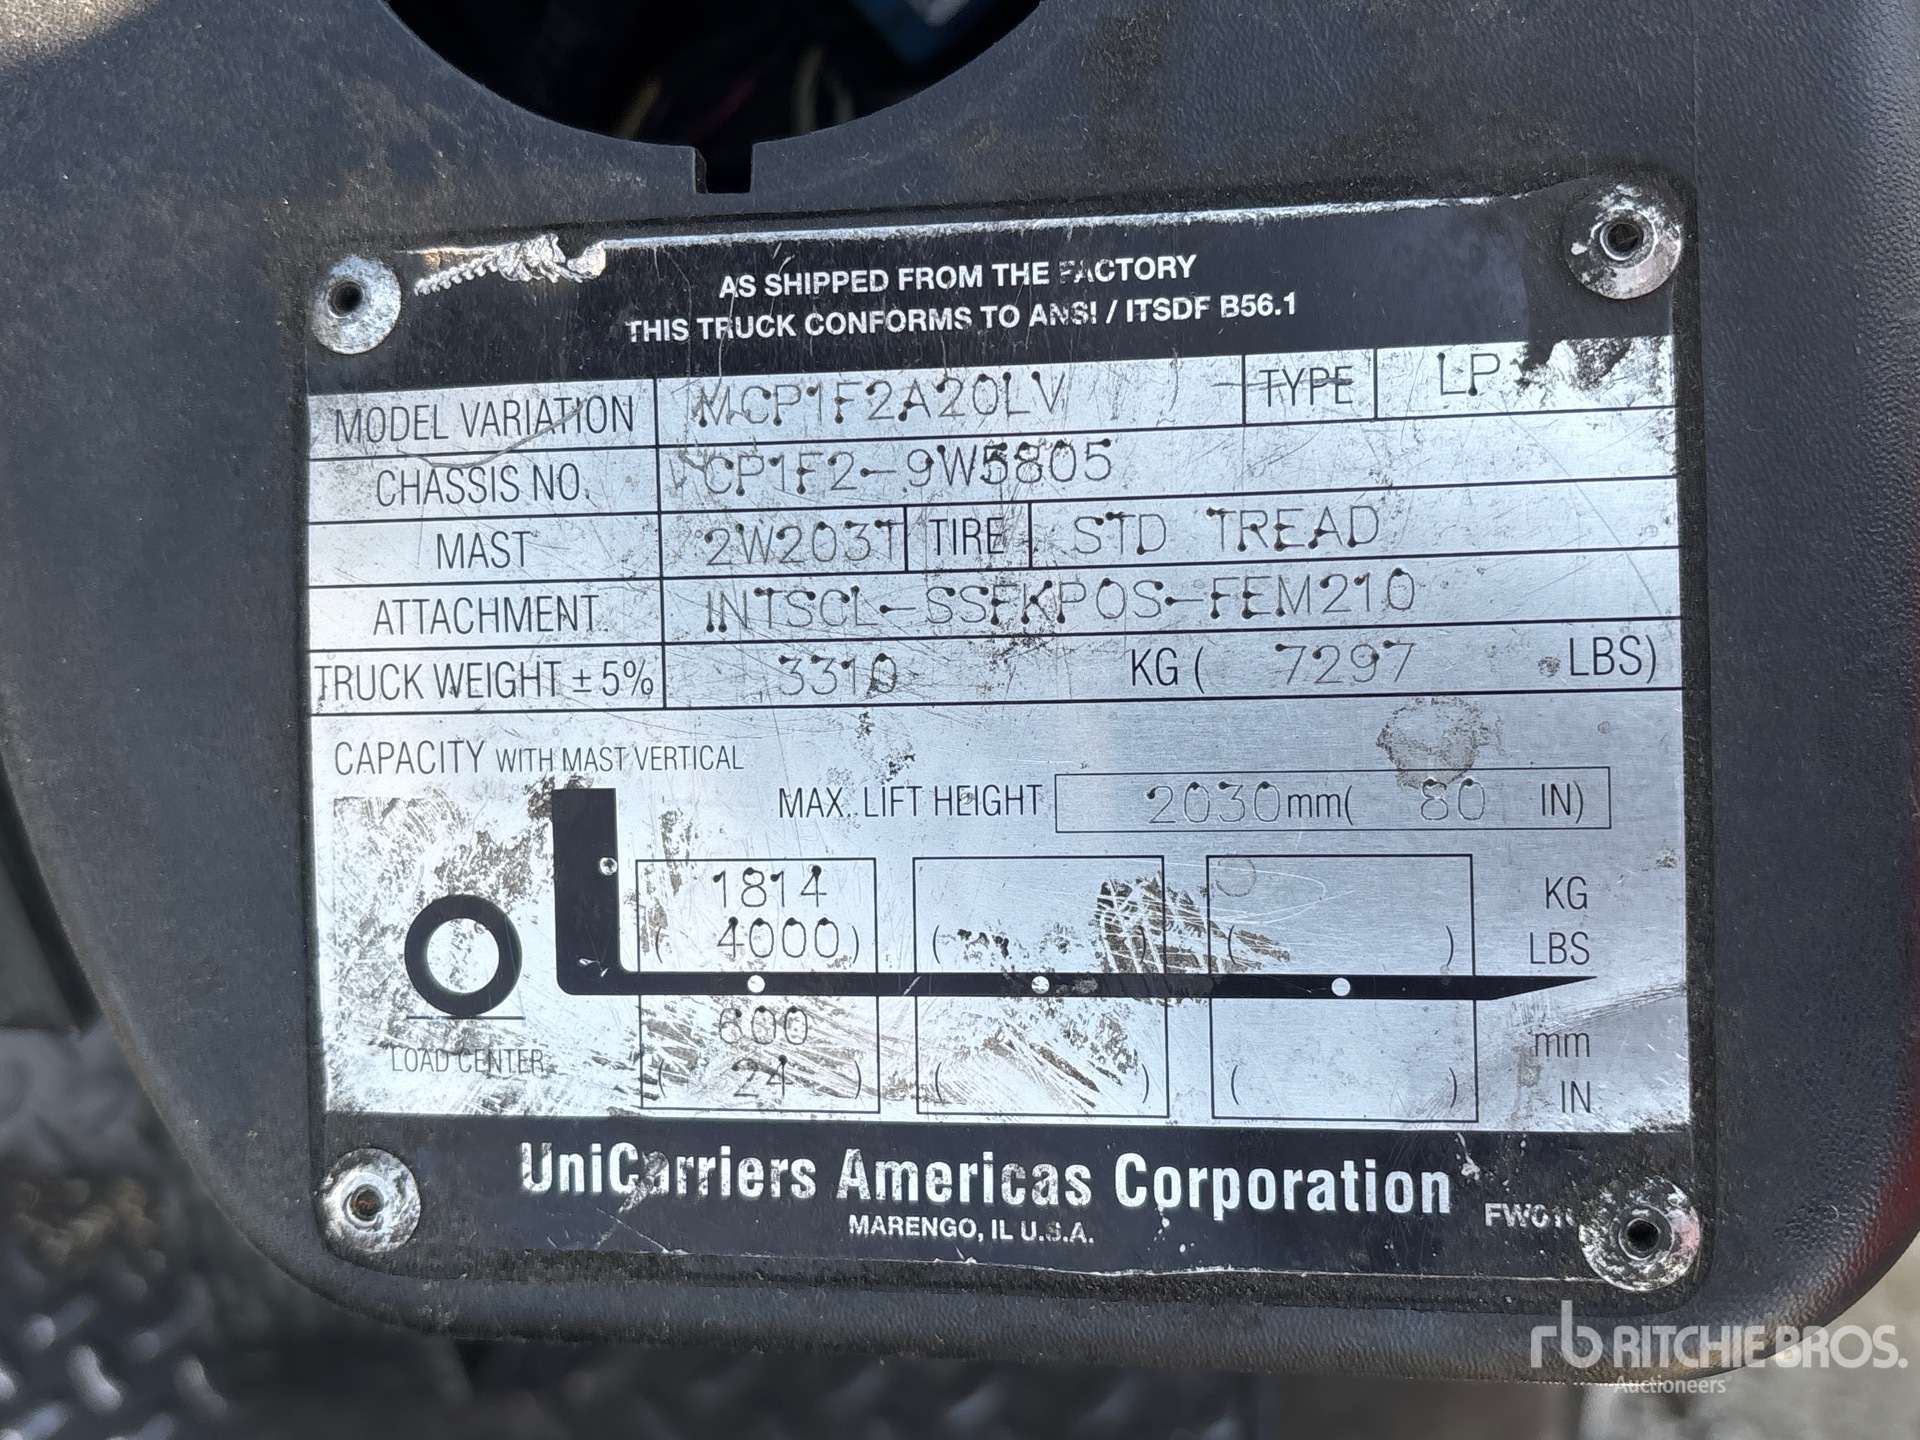 AS SHIPPED FROM THE FACTORY
THIS TRUCK CONFORMS TO ANSI / ITSDF B56.1
MODEL VARIATION MCP1F2A20LV TYPE LP
CHASSIS NO. CP1F2-9W5805
MAST 2W203T TIRE STD TREAD
ATTACHMENT INTSCL-SSFKPOS-FEM210
TRUCK WEIGHT ± 5% 3310 KG ( 7297 LBS)
CAPACITY WITH MAST VERTICAL
MAX. LIFT HEIGHT 2030mm( 80 IN)
1814 KG
( 4000) ( ) ( ) LBS
600 mm
LOAD CENTER ( 24 ) ( ) ( ) IN
UniCarriers Americas Corporation
MARENGO, IL U.S.A.
rb RITCHIE BROS.
Auctioneers